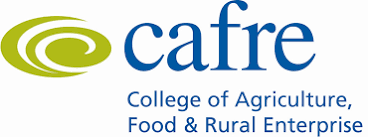 cafre
College of Agriculture,
Food & Rural Enterprise